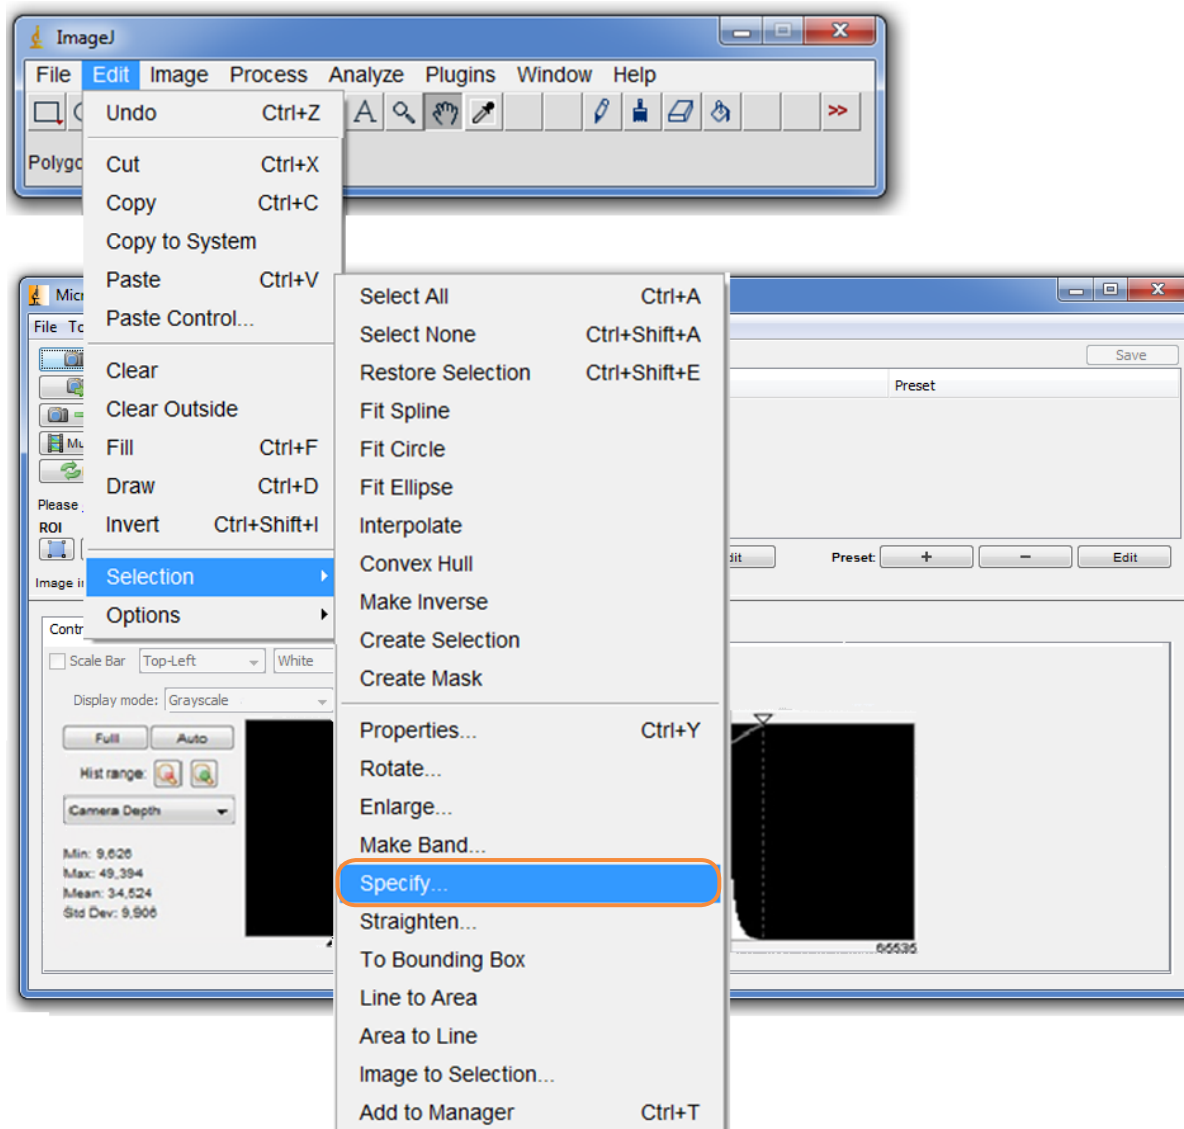 ImageJ
File Edit Image Process Analyze Plugins Window Help
A >>
Undo Ctrl+Z
Cut Ctrl+X
Copy Ctrl+C
Copy to System
Paste Ctrl+V
Paste Control...
Clear
Clear Outside
Fill Ctrl+F
Draw Ctrl+D
Invert Ctrl+Shift+I
Selection
Options
Select All Ctrl+A
Select None Ctrl+Shift+A
Restore Selection Ctrl+Shift+E
Fit Spline
Fit Circle
Fit Ellipse
Interpolate
Convex Hull
Make Inverse
Create Selection
Create Mask
Properties... Ctrl+Y
Rotate...
Enlarge...
Make Band...
Specify...
Straighten...
To Bounding Box
Line to Area
Area to Line
Image to Selection...
Add to Manager Ctrl+T
File
Save
Preset
Please
ROI
Preset: + - Edit
Image
Scale Bar Top-Left White
Display mode: Grayscale
Full Auto
Hist range:
Camera Depth
Min: 9,626
Max: 49,394
Mean: 34,524
Std Dev: 9,906
65535